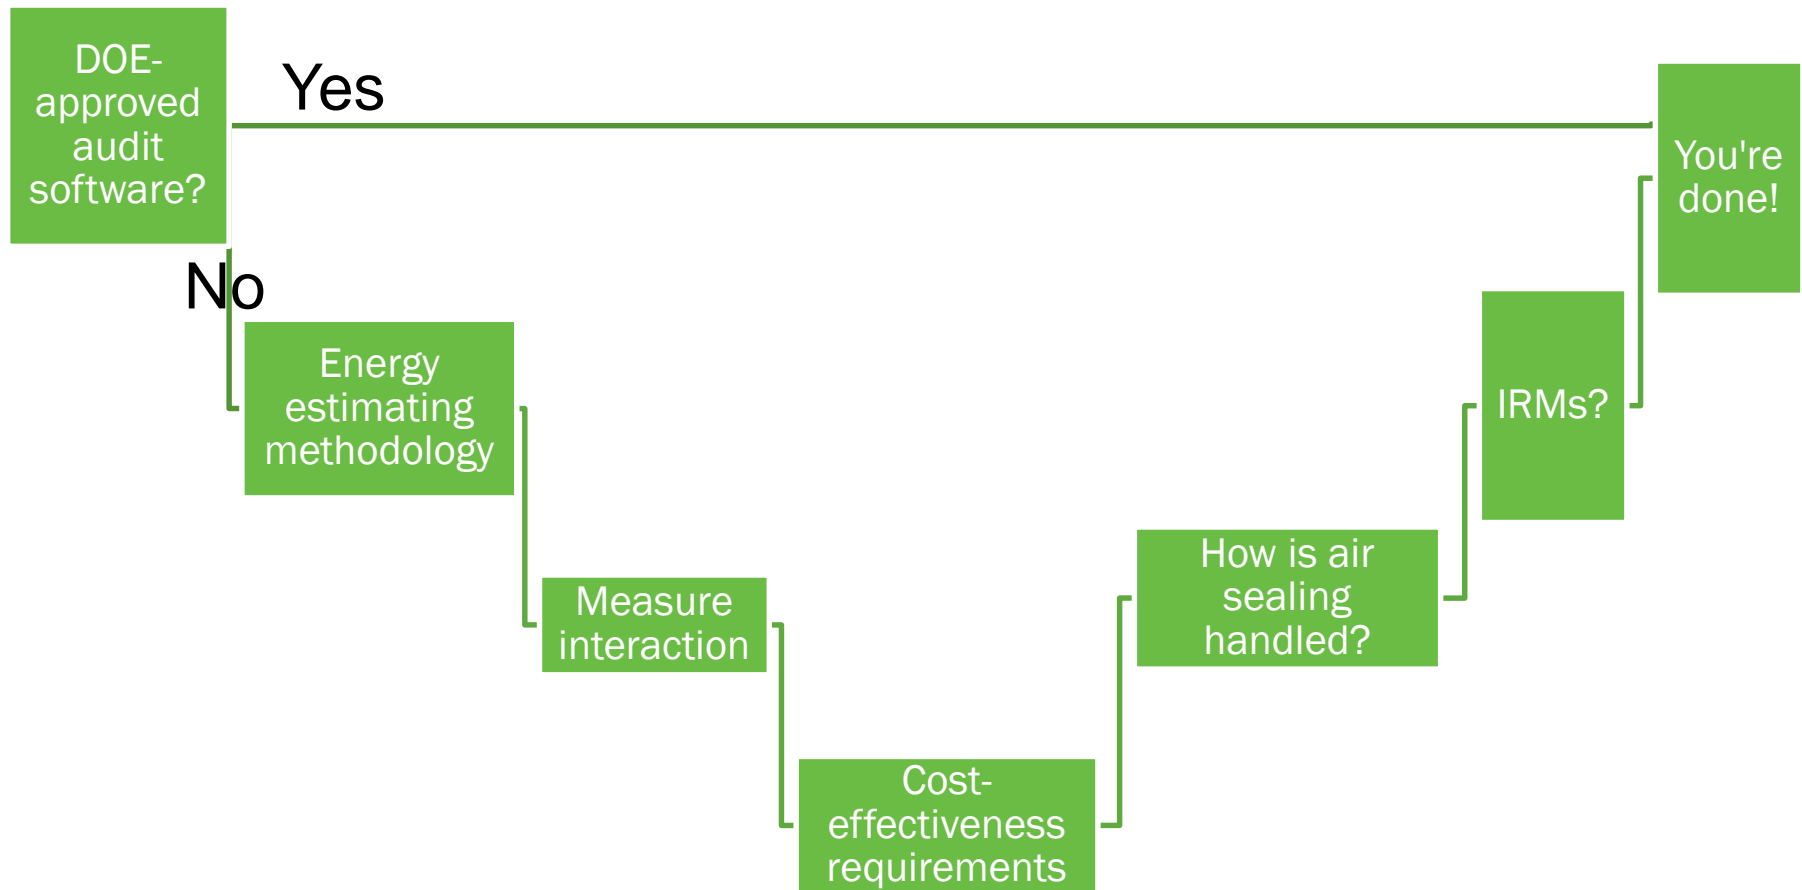 DOE-
approved
audit
software?
Yes
You're
done!
No
Energy
estimating
methodology
IRMs?
Measure
interaction
How is air
sealing
handled?
Cost-
effectiveness
requirements